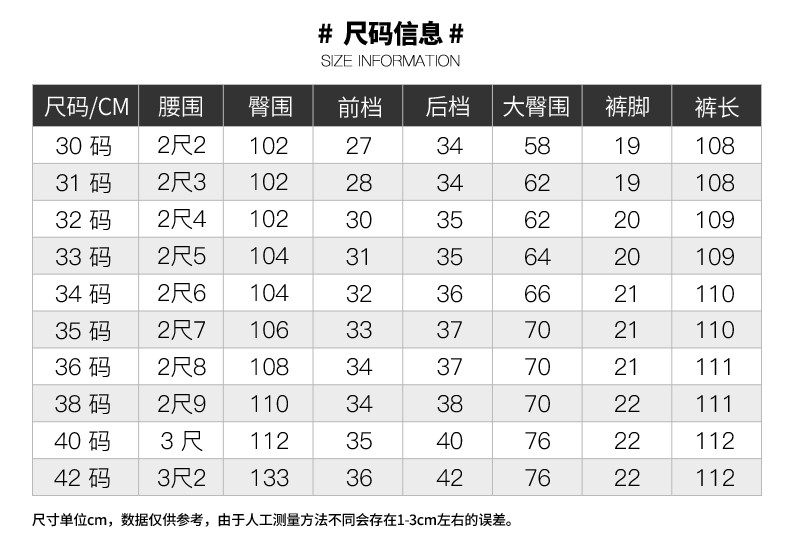 # 尺码信息 #
SIZE INFORMATION
尺码/CM 腰围 臀围 前档 后档 大臀围 裤脚 裤长
30 码 2尺2 102 27 34 58 19 108
31 码 2尺3 102 28 34 62 19 108
32 码 2尺4 102 30 35 62 20 109
33 码 2尺5 104 31 35 64 20 109
34 码 2尺6 104 32 36 66 21 110
35 码 2尺7 106 33 37 70 21 110
36 码 2尺8 108 34 37 70 21 111
38 码 2尺9 110 34 38 70 22 111
40 码 3 尺 112 35 40 76 22 112
42 码 3尺2 133 36 42 76 22 112
尺寸单位cm，数据仅供参考，由于人工测量方法不同会存在1-3cm左右的误差。